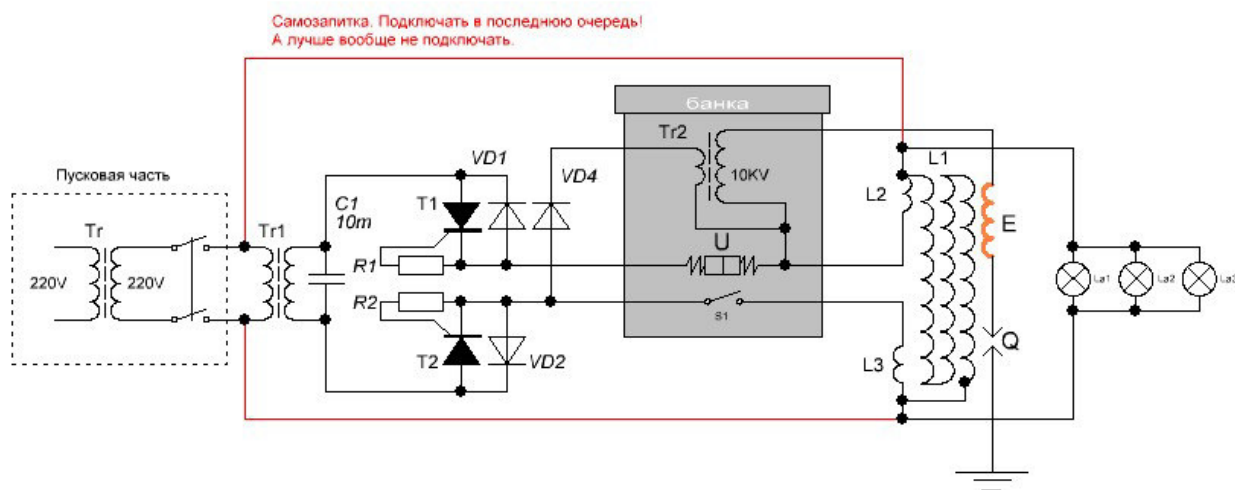 Самозапитка. Подключать в последнюю очередь!
А лучше вообще не подключать.
банка
Пусковая часть
Tr
220V
220V
Tr1
C1
10m
T1
VD1
VD4
R1
R2
T2
VD2
Tr2
10KV
U
S1
L1
L2
L3
E
Q
La1
La2
La3